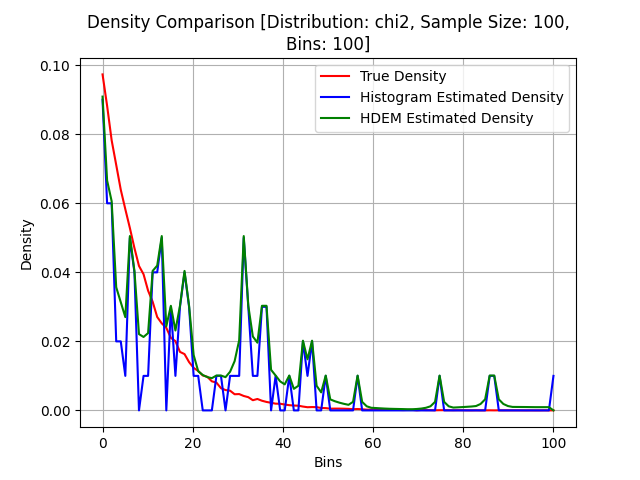 Density Comparison [Distribution: chi2, Sample Size: 100,
Bins: 100]
True Density
Histogram Estimated Density
HDEM Estimated Density
Density
0.10
0.08
0.06
0.04
0.02
0.00
0 20 40 60 80 100
Bins